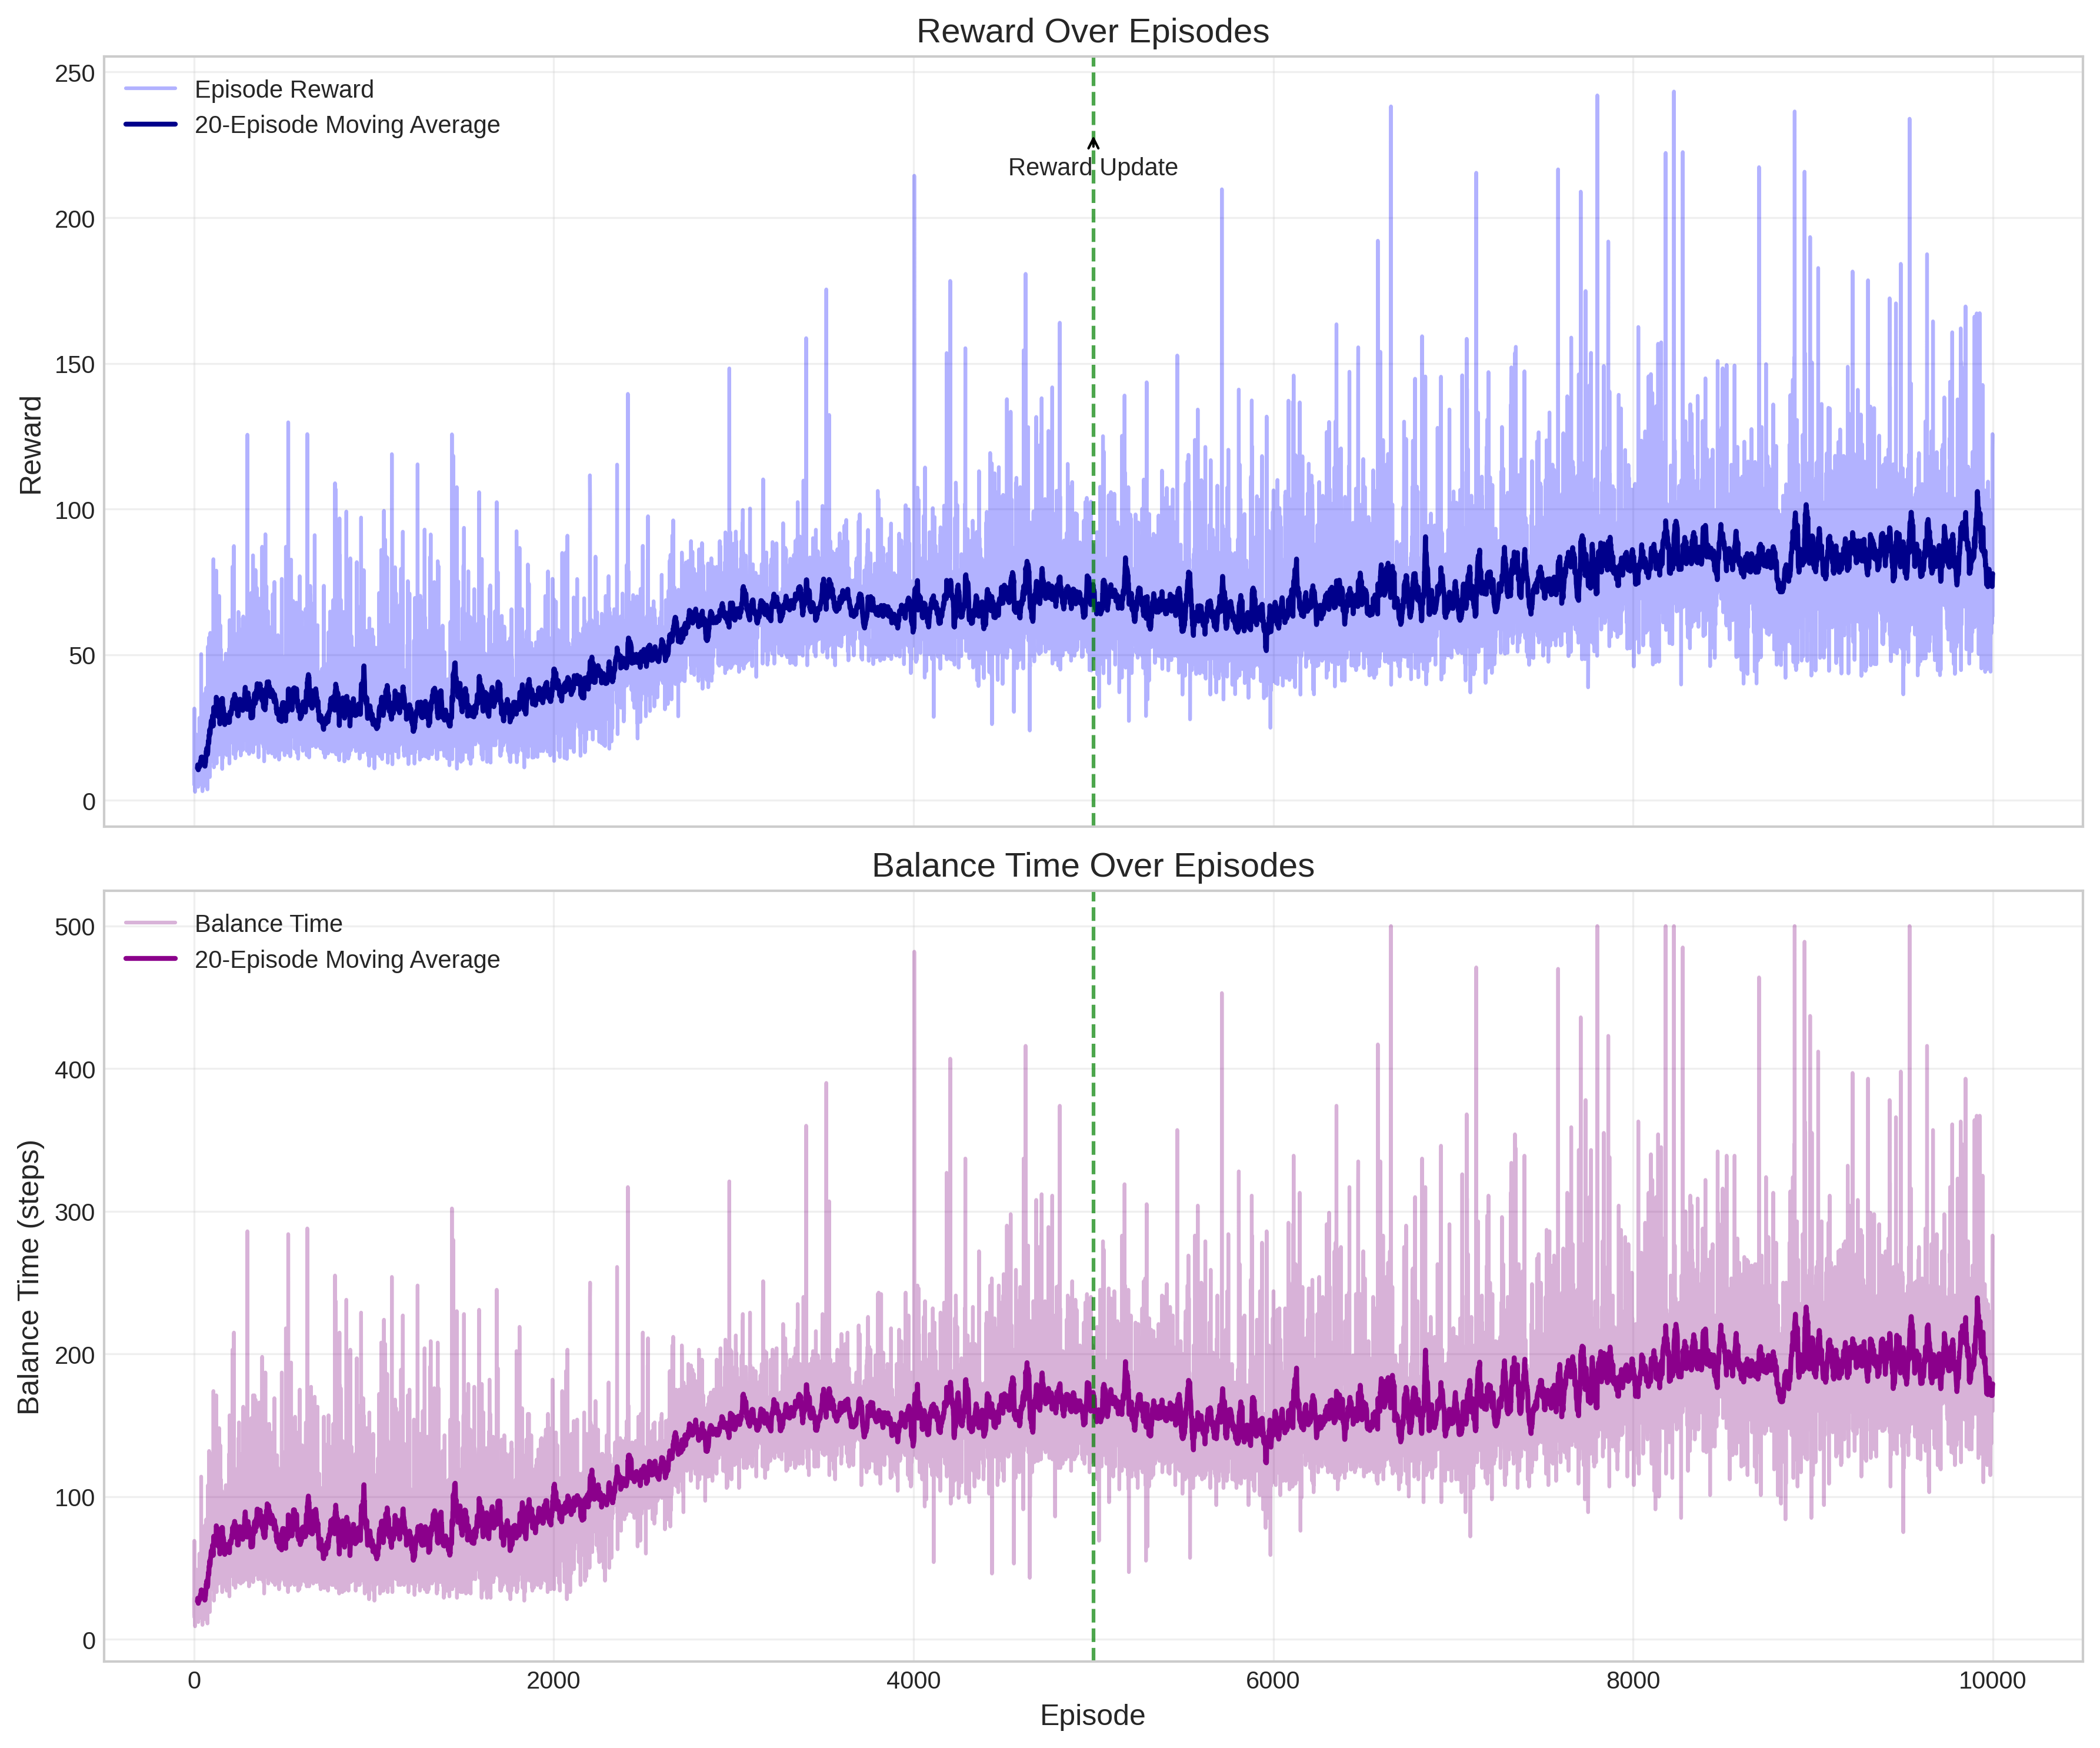 Reward Over Episodes
250
200
150
100
50
0
Reward
Episode Reward
20-Episode Moving Average
Reward Update
Balance Time Over Episodes
500
400
300
200
100
0
Balance Time (steps)
Balance Time
20-Episode Moving Average
0 2000 4000 6000 8000 10000
Episode